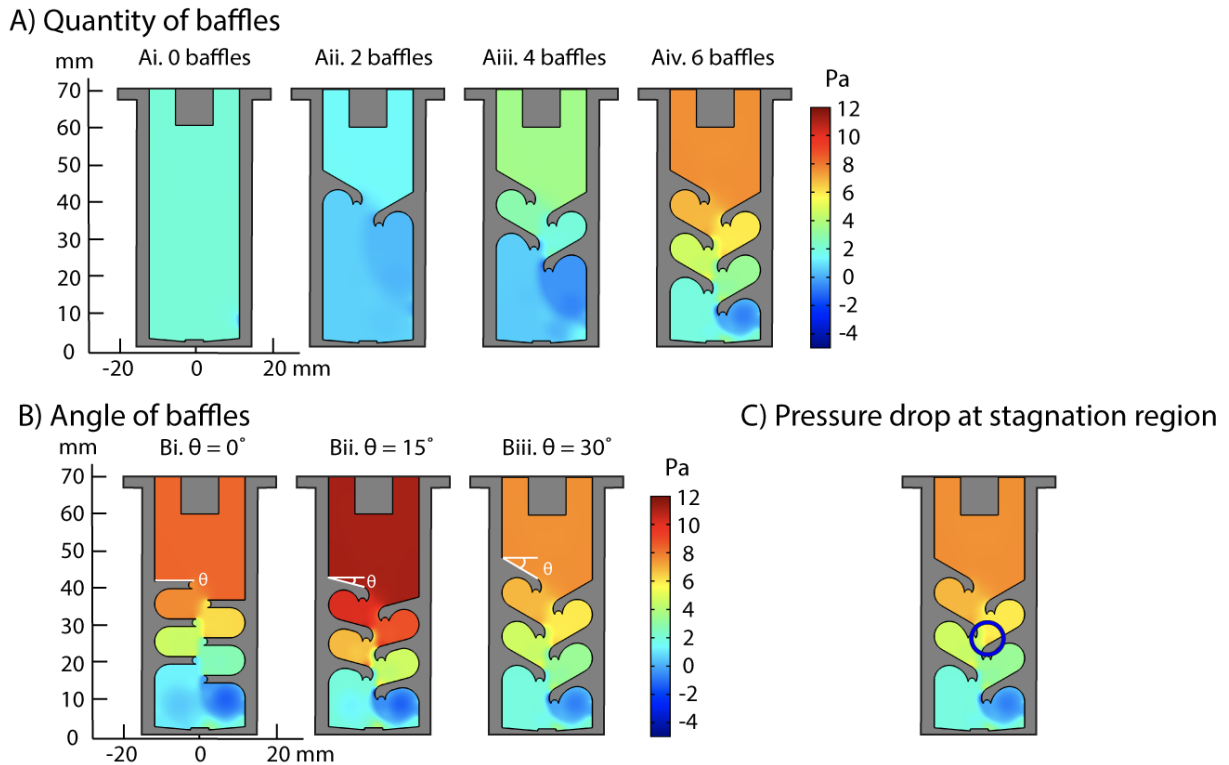 A) Quantity of baffles
mm
Ai. 0 baffles
Aii. 2 baffles
Aiii. 4 baffles
Aiv. 6 baffles
Pa
70
60
50
40
30
20
10
0
-20
0
20 mm
12
10
8
6
4
2
0
-2
-4
B) Angle of baffles
C) Pressure drop at stagnation region
mm
Bi. θ = 0°
Bii. θ = 15°
Biii. θ = 30°
Pa
70
60
50
40
30
20
10
0
-20
0
20 mm
θ
θ
θ
12
10
8
6
4
2
0
-2
-4